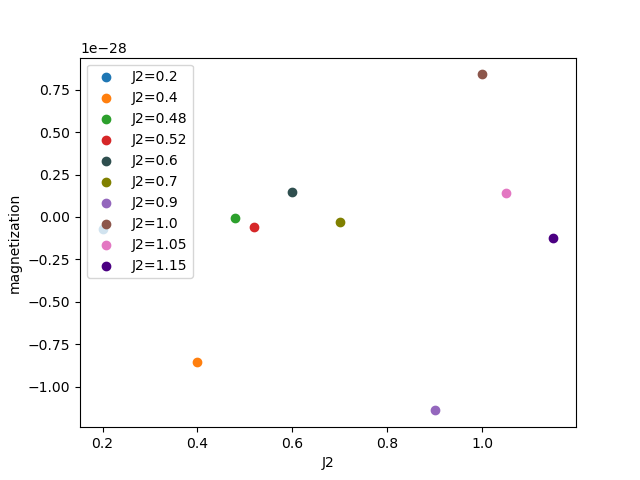 1e−28
0.75
0.50
0.25
0.00
−0.25
−0.50
−0.75
−1.00
magnetization
J2=0.2
J2=0.4
J2=0.48
J2=0.52
J2=0.6
J2=0.7
J2=0.9
J2=1.0
J2=1.05
J2=1.15
0.2 0.4 0.6 0.8 1.0
J2